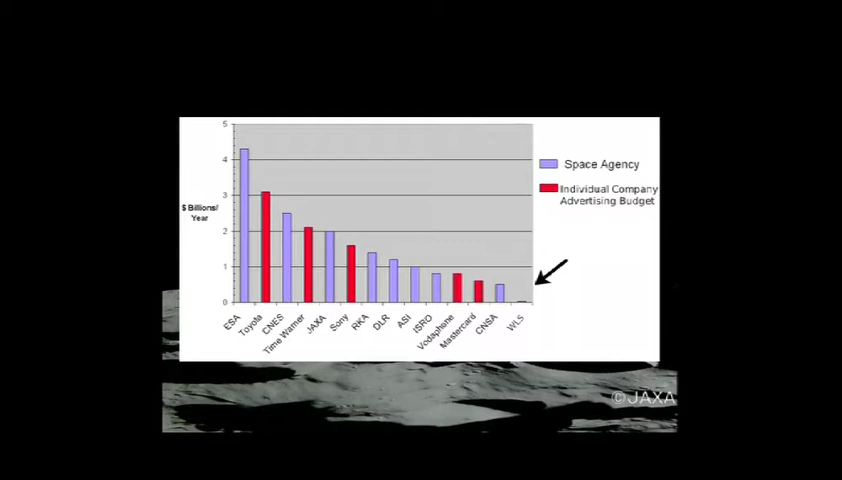 5
4
3
2
1
0
$ Billions/
Year
Space Agency
Individual Company
Advertising Budget
ESA
Toyota
CNES
Time Warner
JAXA
Sony
RKA
DLR
ASI
ISRO
Vodaphane
Mastercard
CNSA
WLS
©JAXA